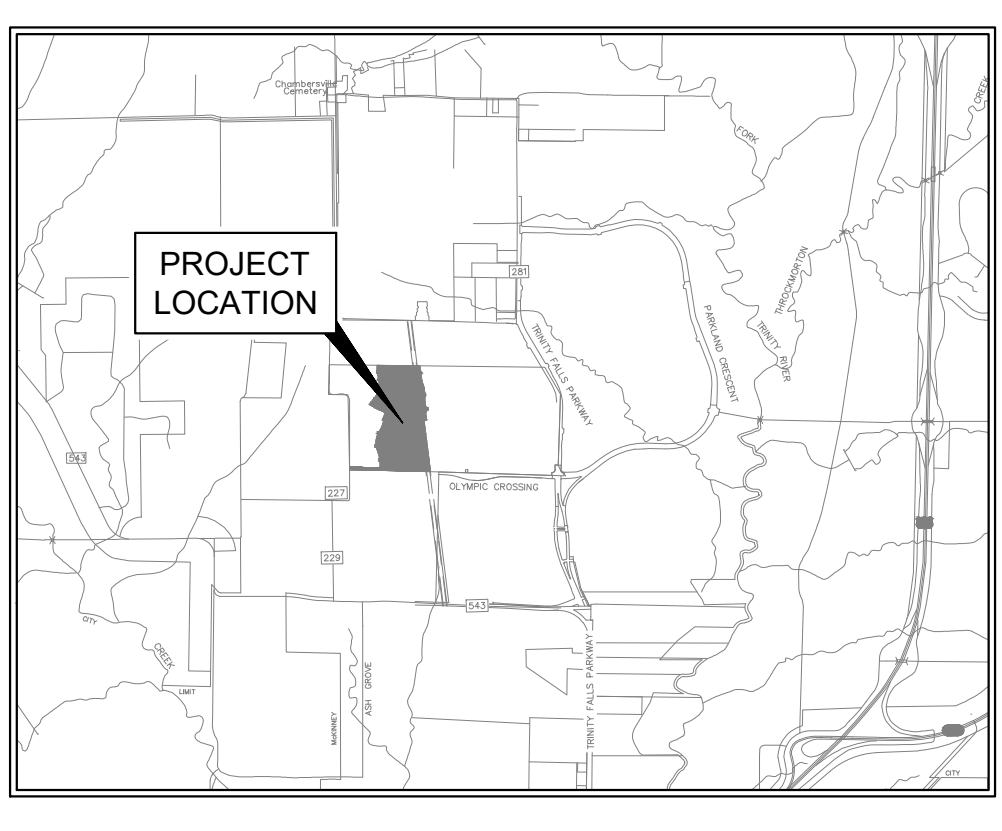 Chambersville
Cemetery
CREEK
FORK
PROJECT
LOCATION
281
THROCKMORTON
TRINITY FALLS PARKWAY
PARKLAND CRESCENT
TRINITY RIVER
543
227
OLYMPIC CROSSING
229
543
CITY
CREEK
LIMIT
ASH GROVE
McKINNEY
TRINITY FALLS PARKWAY
CITY